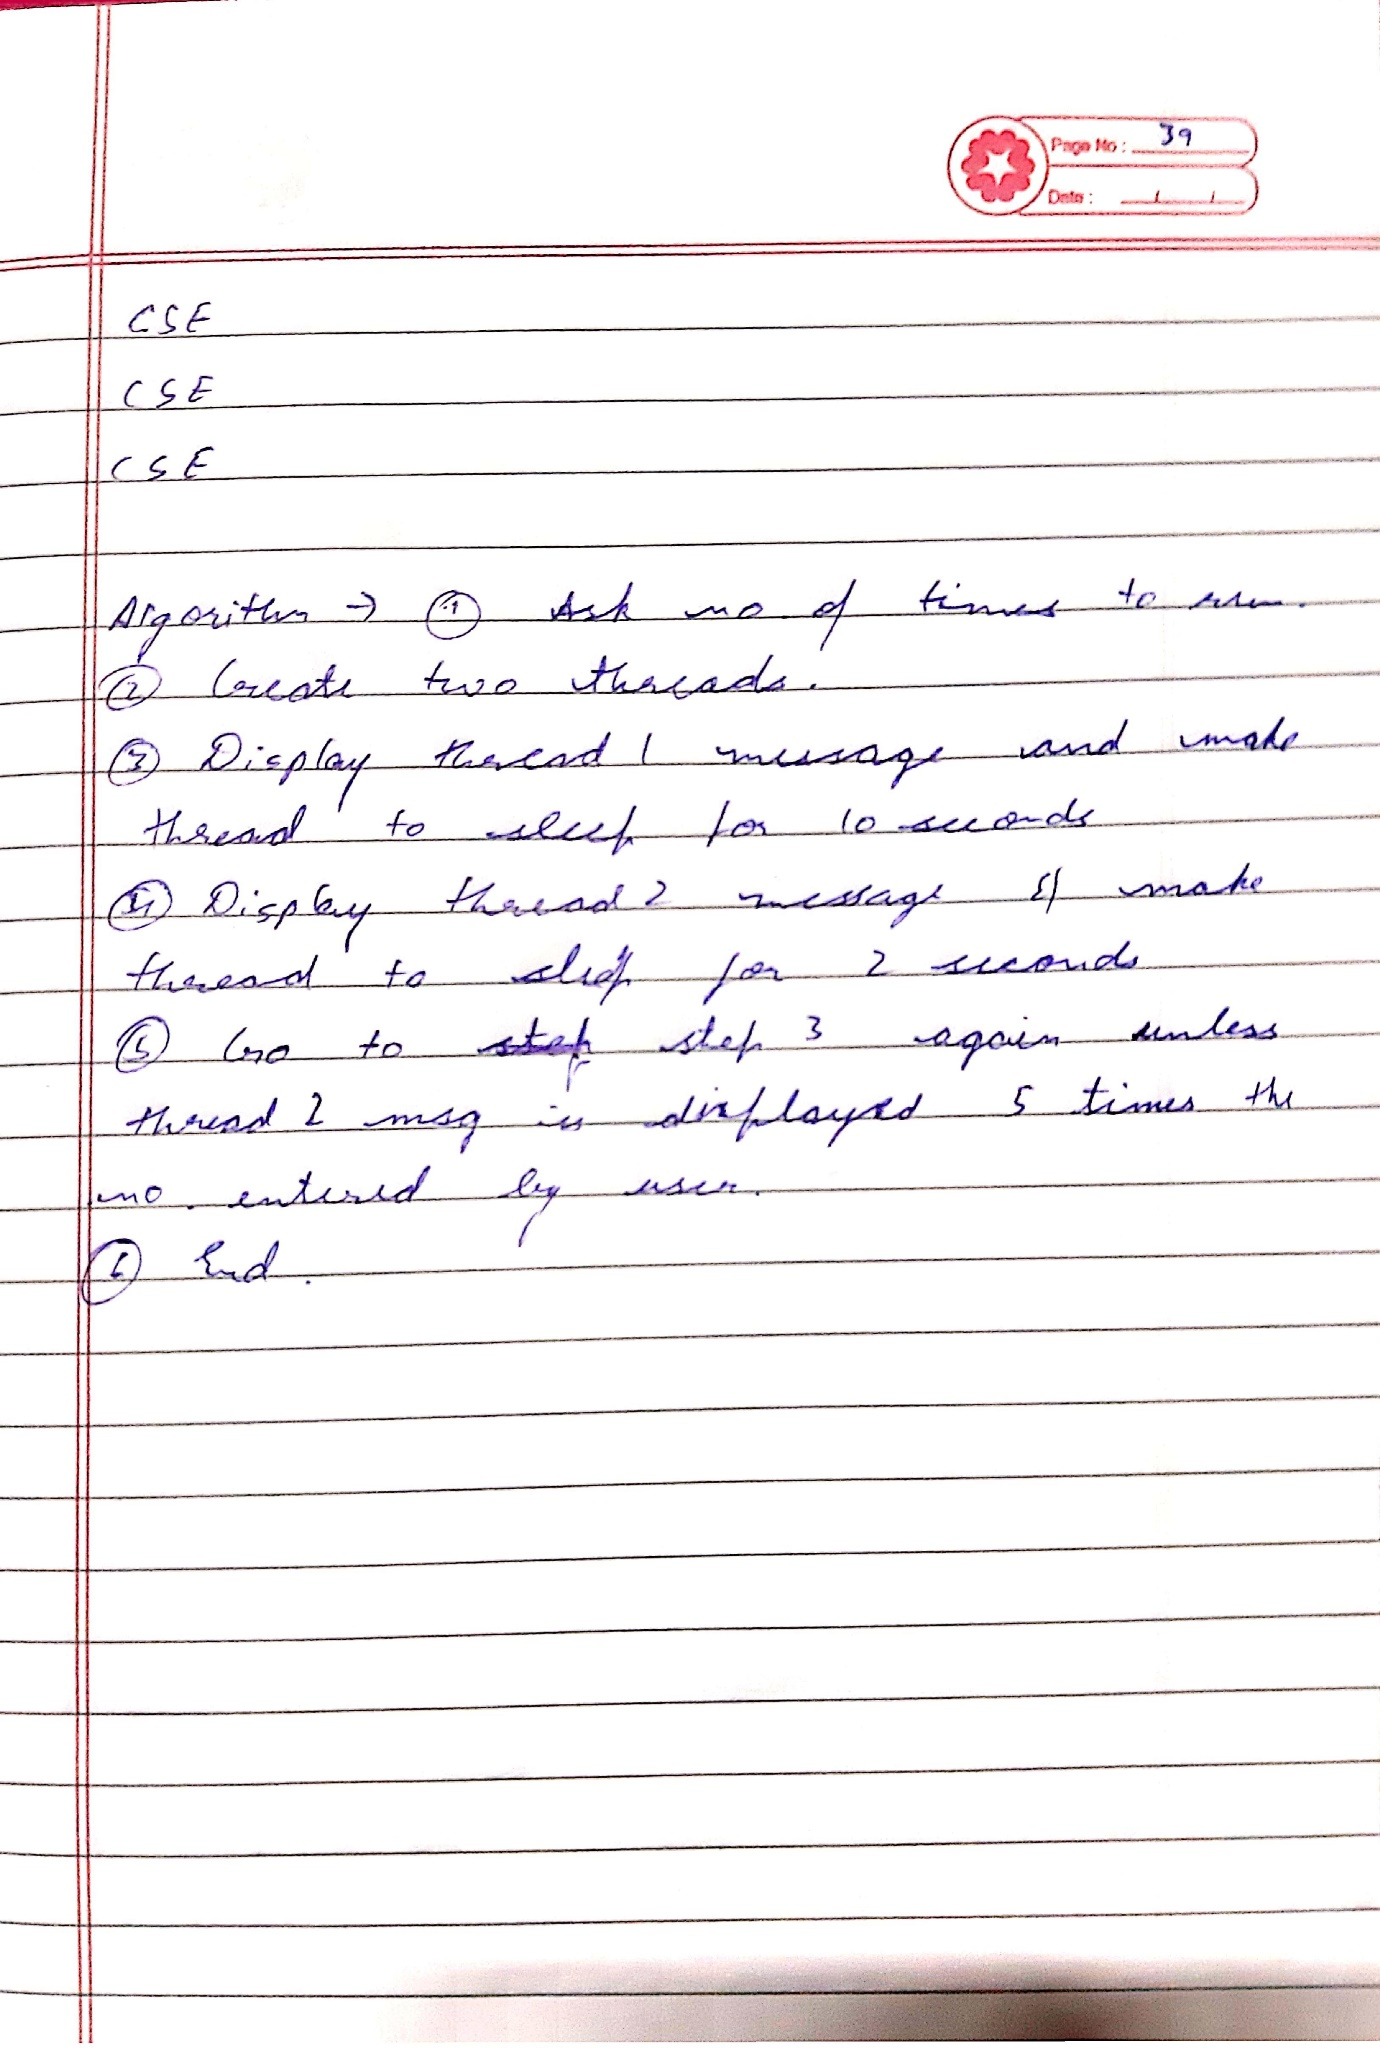 Page No: 39
Date:
CSE
CSE
CSE
Algorithm → ① Ask no of times to run.
② Create two threads.
③ Display thread 1 message and make
thread to sleep for 10 seconds
④ Display thread 2 message & make
thread to sleep for 2 seconds
⑤ Go to step step 3 again unless
thread 2 msg is displayed 5 times the
no. entered by user.
⑥ End.